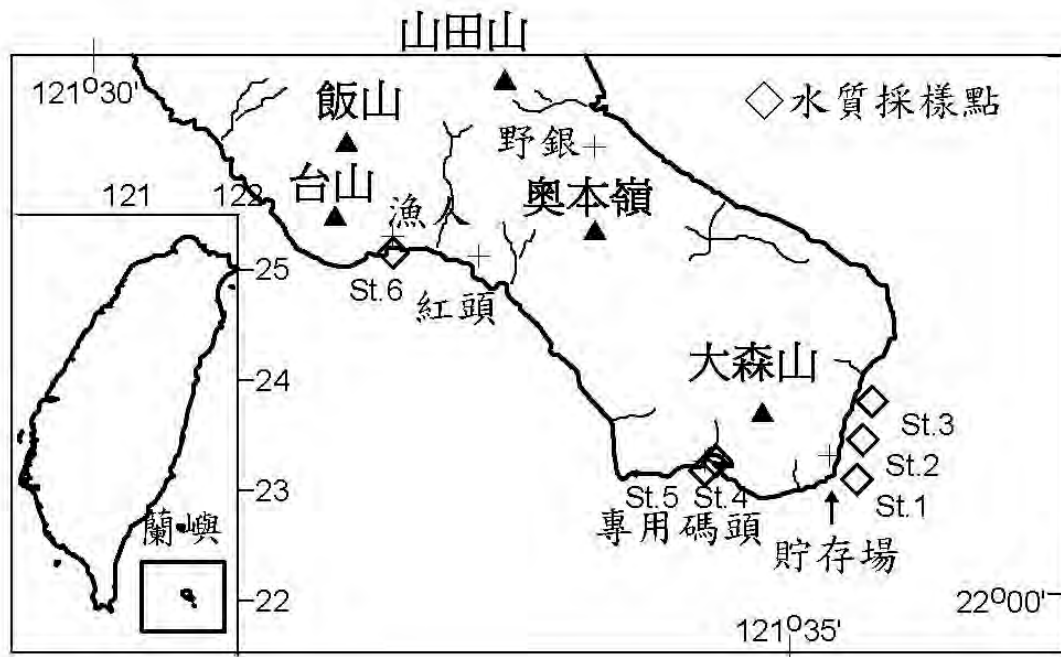 山田山
121°30'
飯山
◇水質採樣點
野銀
121 122
台山
漁人
奧本嶺
25
St.6
紅頭
24
大森山
St.3
St.2
St.5 St.4
St.1
23
專用碼頭
蘭嶼
貯存場
22
22°00'
121°35'